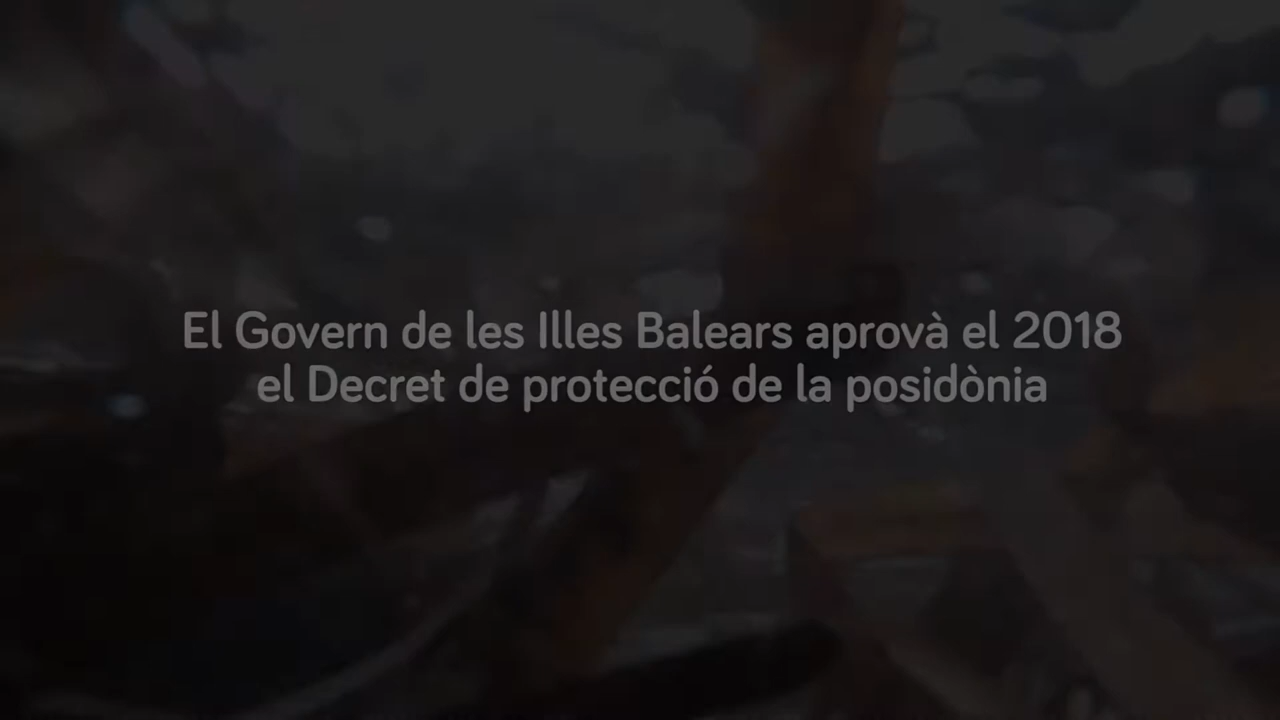 El Govern de les Illes Balears aprovà el 2018
el Decret de protecció de la posidònia